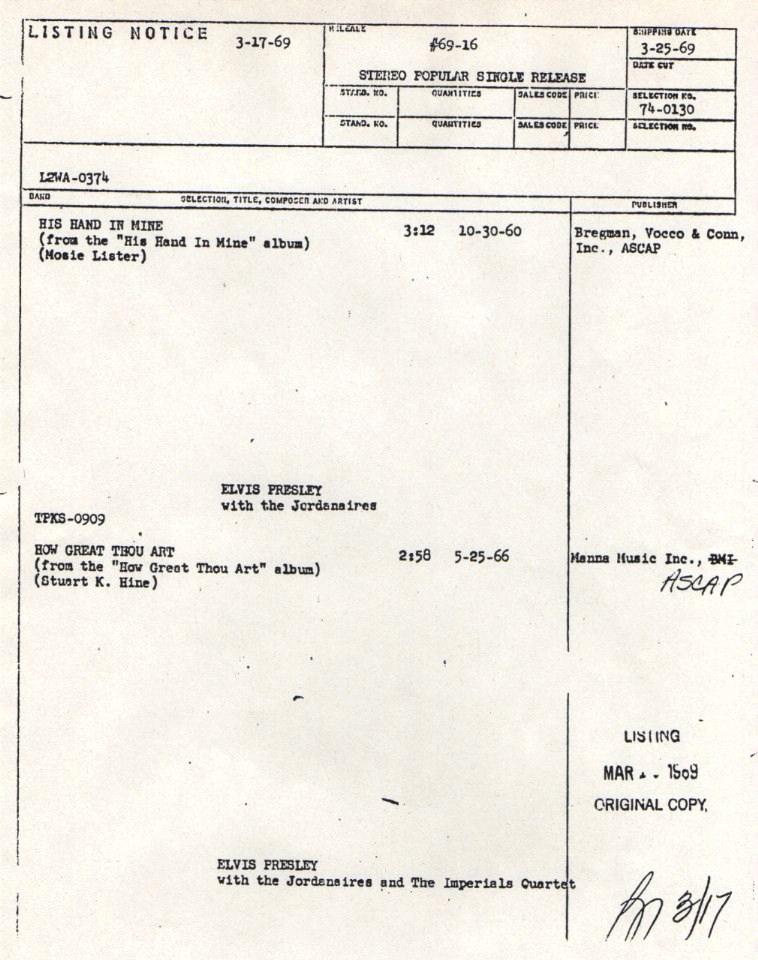 LISTING NOTICE 3-17-69
RELEASE
#69-16
STEREO POPULAR SINGLE RELEASE
SHIPPING DATE
3-25-69
DATE CUT
STAND. NO. QUANTITIES SALES CODE PRICE SELECTION NO.
74-0130
STAND. NO. QUANTITIES SALES CODE PRICE SELECTION NO.
L2WA-0374
BAND SELECTION, TITLE, COMPOSER AND ARTIST PUBLISHER
HIS HAND IN MINE 3:12 10-30-60 Bregman, Vocco & Conn,
(from the "His Hand In Mine" album) Inc., ASCAP
(Mosie Lister)
ELVIS PRESLEY
with the Jordanaires
TPKS-0909
HOW GREAT THOU ART 2:58 5-25-66 Manna Music Inc., BMI
(from the "How Great Thou Art" album) ASCAP
(Stuart K. Hine)
LISTING
MAR
ORIGINAL COPY
ELVIS PRESLEY
with the Jordanaires and The Imperials Quartet
3/17